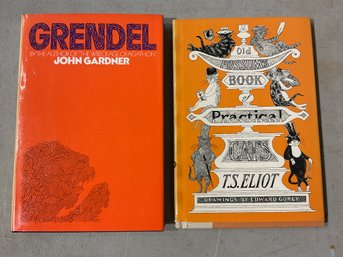 GRENDEL
BY THE AUTHOR OF THE WRECKAGE OF AGATHON
JOHN GARDNER
Old
POSSUM'S
BOOK
of
Practical
CATS
T.S. ELIOT
DRAWINGS BY EDWARD GOREY